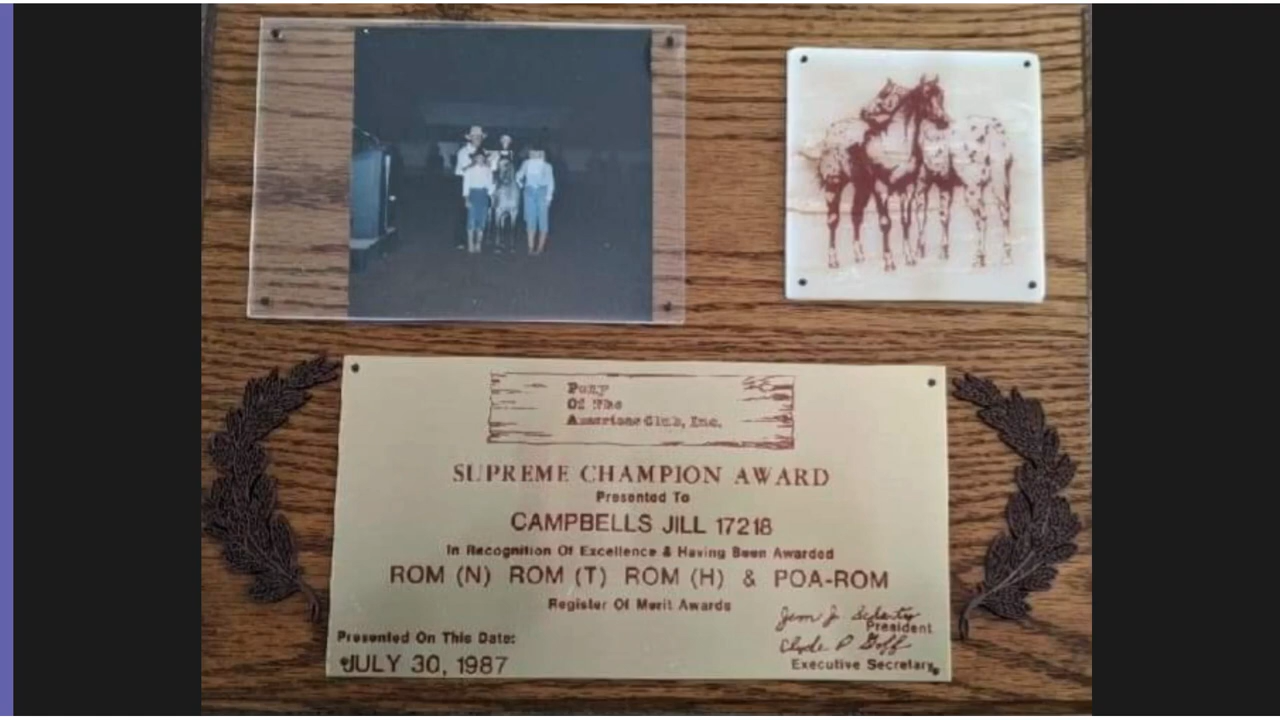 Pony
Of The
Americas Club, Inc.
SUPREME CHAMPION AWARD
Presented To
CAMPBELLS JILL 17218
In Recognition Of Excellence & Having Been Awarded
ROM (N) ROM (T) ROM (H) & POA-ROM
Register Of Merit Awards
President
Clyde P Goff
Executive Secretary
Presented On This Date:
JULY 30, 1987